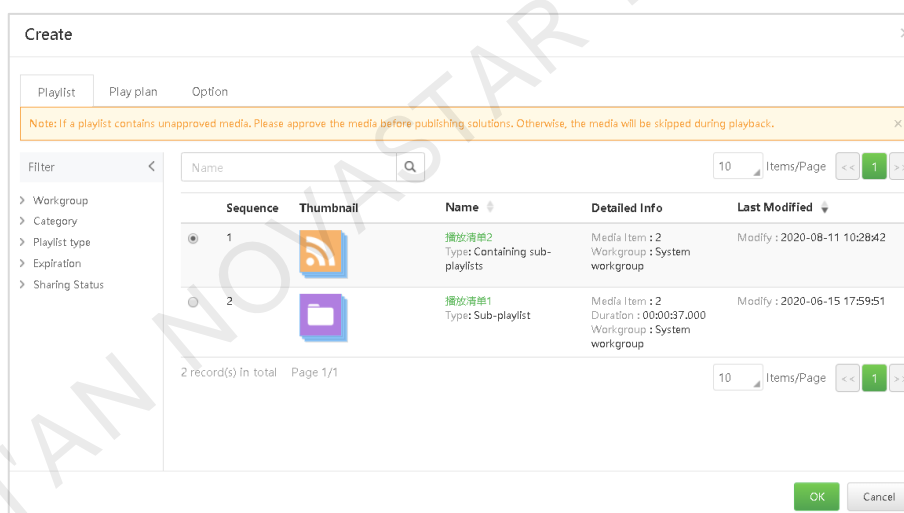 Create
Playlist Play plan Option
Note: If a playlist contains unapproved media. Please approve the media before publishing solutions. Otherwise, the media will be skipped during playback. ×
Filter
Name
10 Items/Page << 1 >>
Workgroup
Category
Playlist type
Expiration
Sharing Status
Sequence Thumbnail Name Detailed Info Last Modified
1 播放清单2 Media Item : 2 Modify : 2020-08-11 10:28:42
Type: Containing sub- Workgroup : System
playlists workgroup
2 播放清单1 Media Item : 2 Modify : 2020-06-15 17:59:51
Type: Sub-playlist Duration : 00:00:37.000
Workgroup : System
workgroup
2 record(s) in total Page 1/1
10 Items/Page << 1 >>
OK Cancel
NOVASTAR